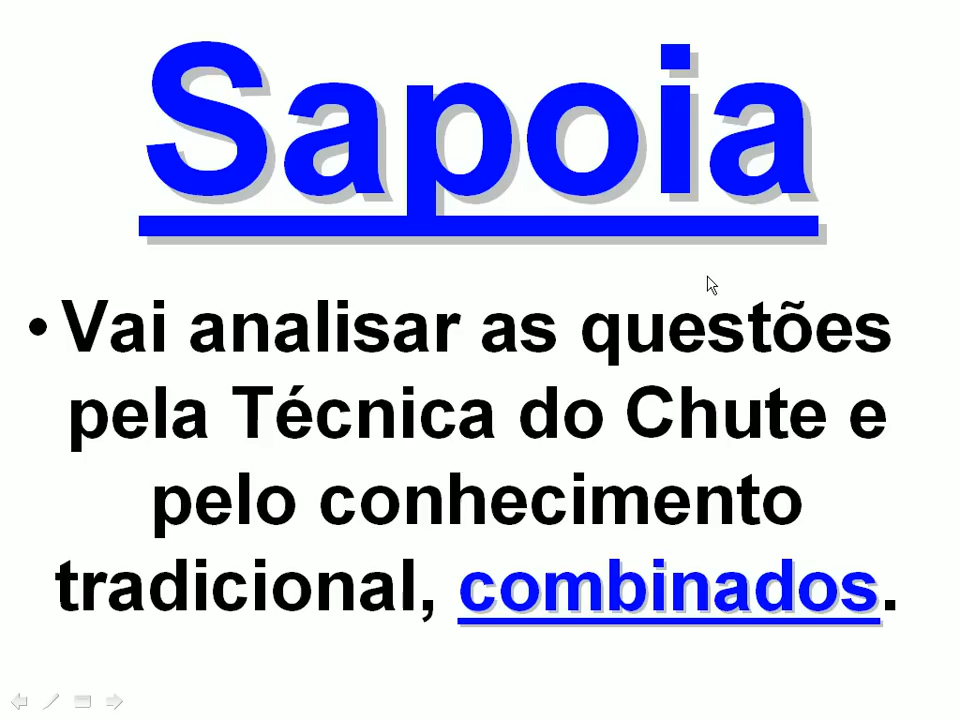 Sapoia
• Vai analisar as questões
pela Técnica do Chute e
pelo conhecimento
tradicional, combinados.